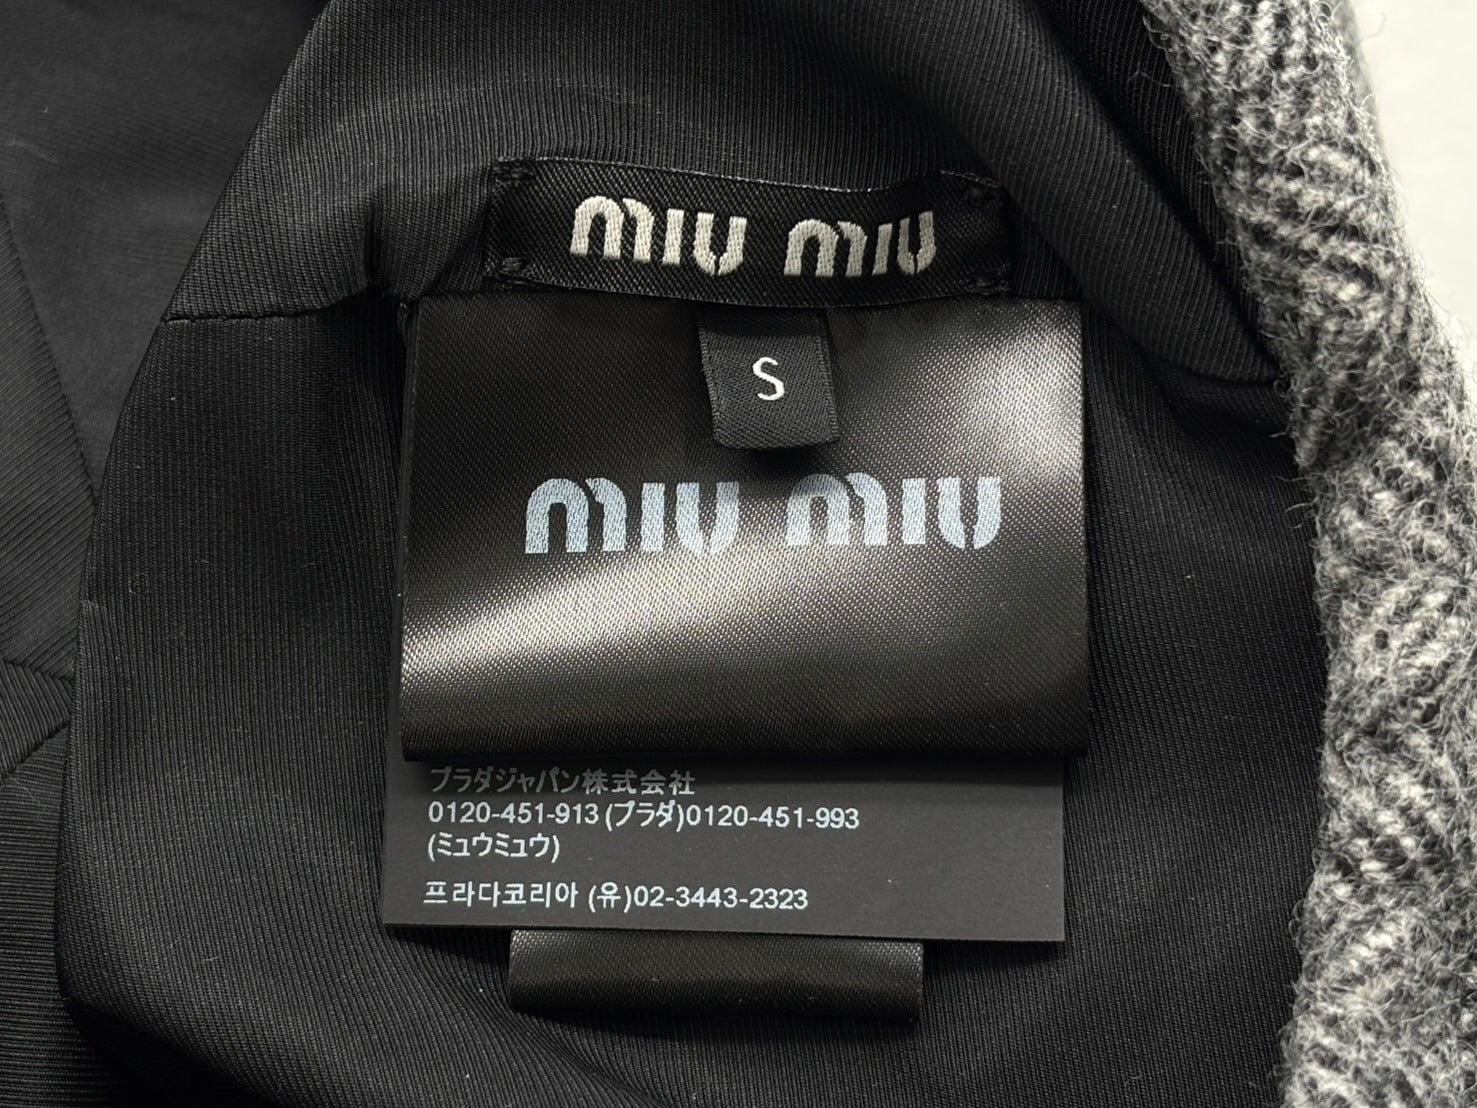 miu miu
S
miu miu
プラダジャパン株式会社
0120-451-913 (プラダ)0120-451-993
(ミュウミュウ)
프라다코리아 (유)02-3443-2323